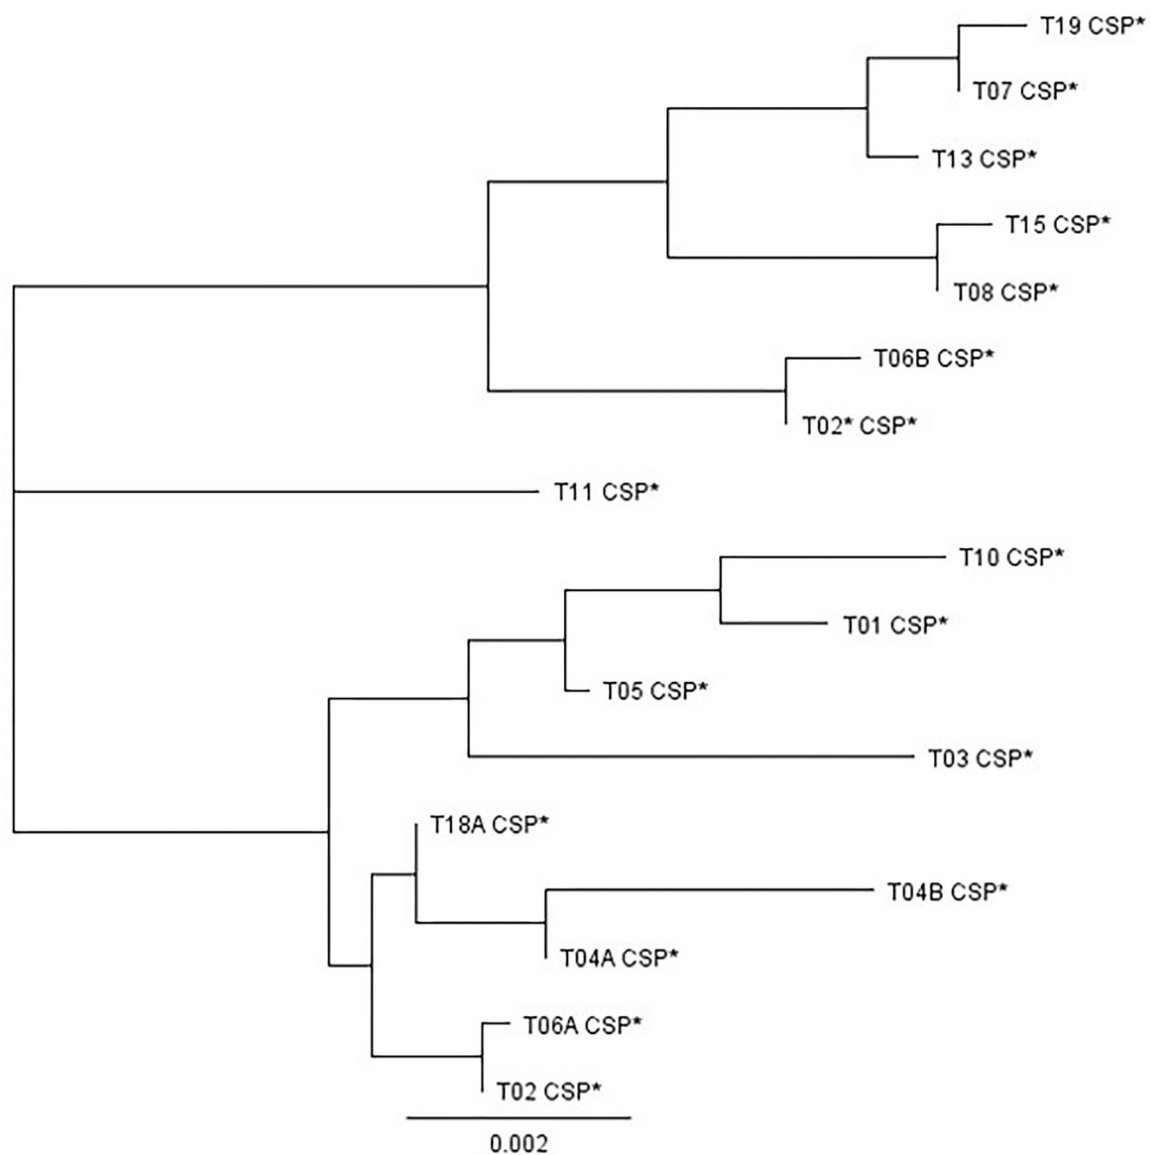 T19 CSP*
T07 CSP*
T13 CSP*
T15 CSP*
T08 CSP*
T06B CSP*
T02* CSP*
T11 CSP*
T10 CSP*
T01 CSP*
T05 CSP*
T03 CSP*
T18A CSP*
T04B CSP*
T04A CSP*
T06A CSP*
T02 CSP*
0.002